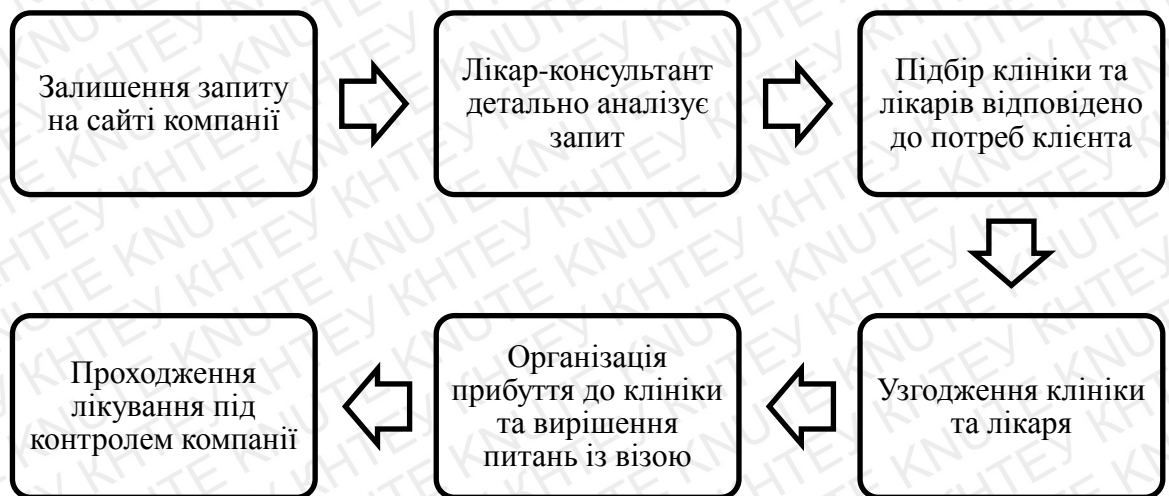 Залишення запиту
на сайті компанії
Лікар-консультант
детально аналізує
запит
Підбір клініки та
лікарів відповідено
до потреб клієнта
Узгодження клініки
та лікаря
Організація
прибуття до клініки
та вирішення
питань із візою
Проходження
лікування під
контролем компанії